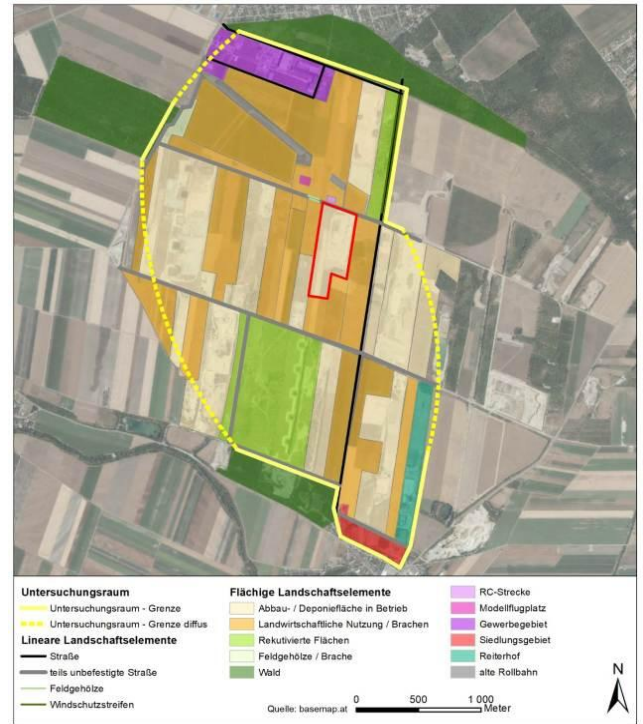 Untersuchungsraum
Untersuchungsraum - Grenze
Untersuchungsraum - Grenze diffus
Lineare Landschaftselemente
Straße
teils unbefestigte Straße
Feldgehölze
Windschutzstreifen
Flächige Landschaftselemente
Abbau- / Deponiefläche in Betrieb
Landwirtschaftliche Nutzung / Brachen
Rekutivierte Flächen
Feldgehölze / Brache
Wald
RC-Strecke
Modellflugplatz
Gewerbegebiet
Siedlungsgebiet
Reiterhof
alte Rollbahn
Quelle: basemap.at
0 500 1 000
Meter
N